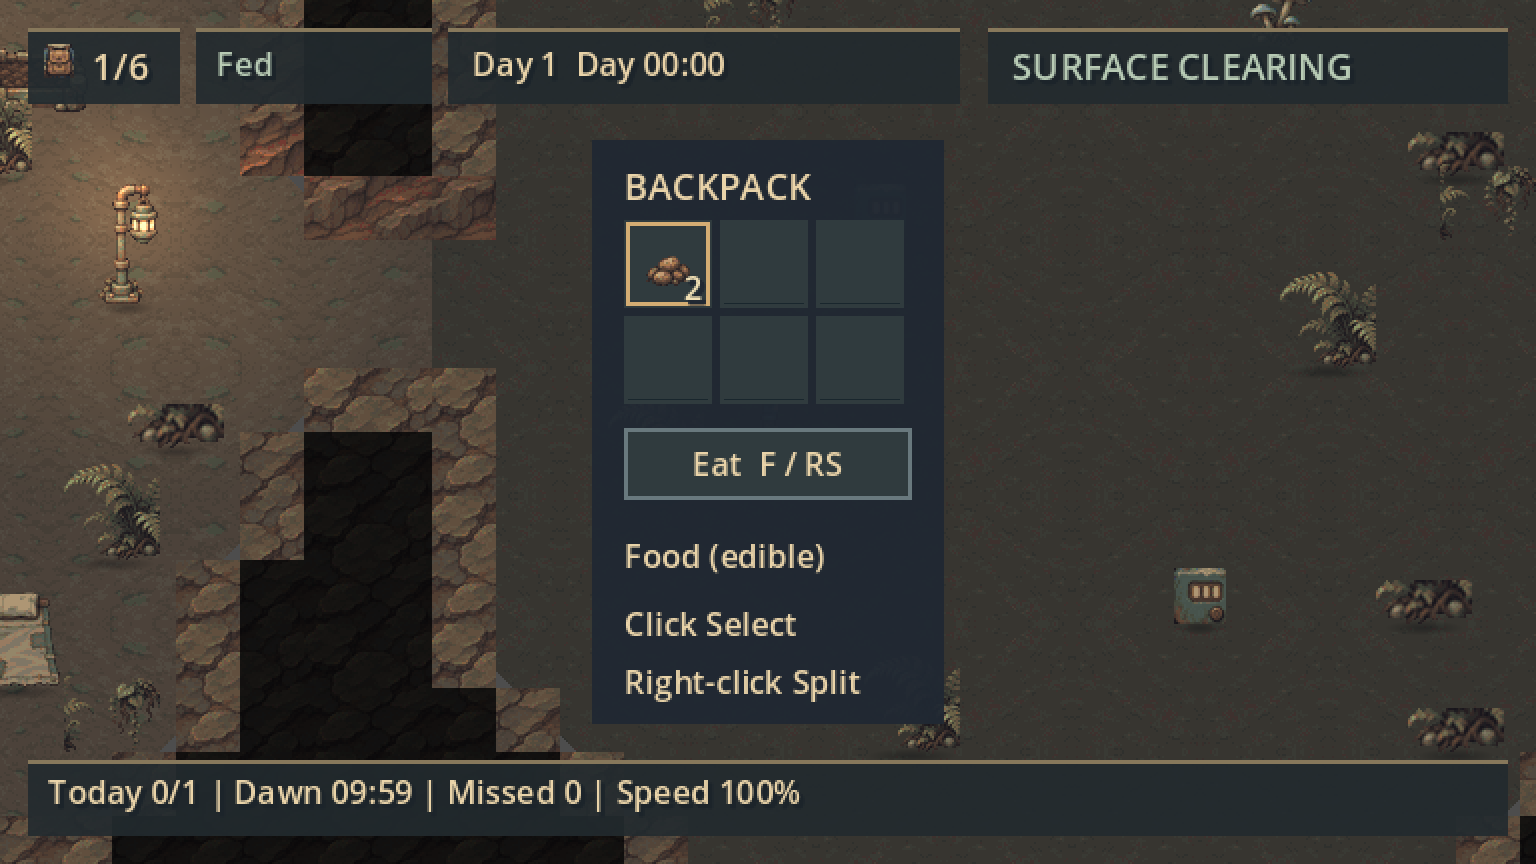 1/6
Fed
Day 1 Day 00:00
SURFACE CLEARING
BACKPACK
2
Eat F / RS
Food (edible)
Click Select
Right-click Split
Today 0/1 | Dawn 09:59 | Missed 0 | Speed 100%